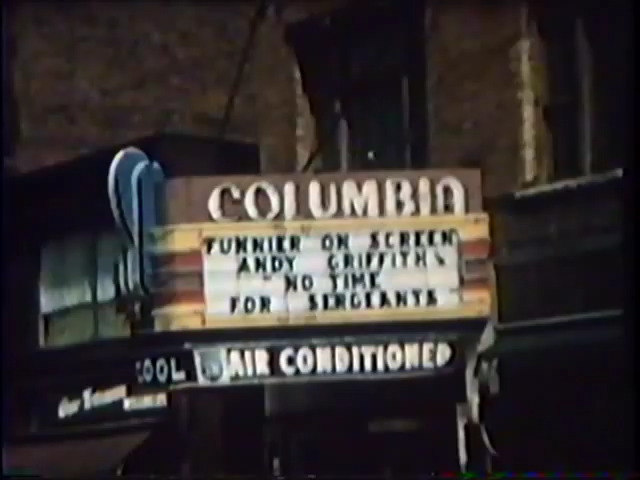 COLUMBIA
FUNNIER ON SCREEN
ANDY GRIFFITH
"NO TIME
FOR SERGEANTS
COOL AIR CONDITIONED